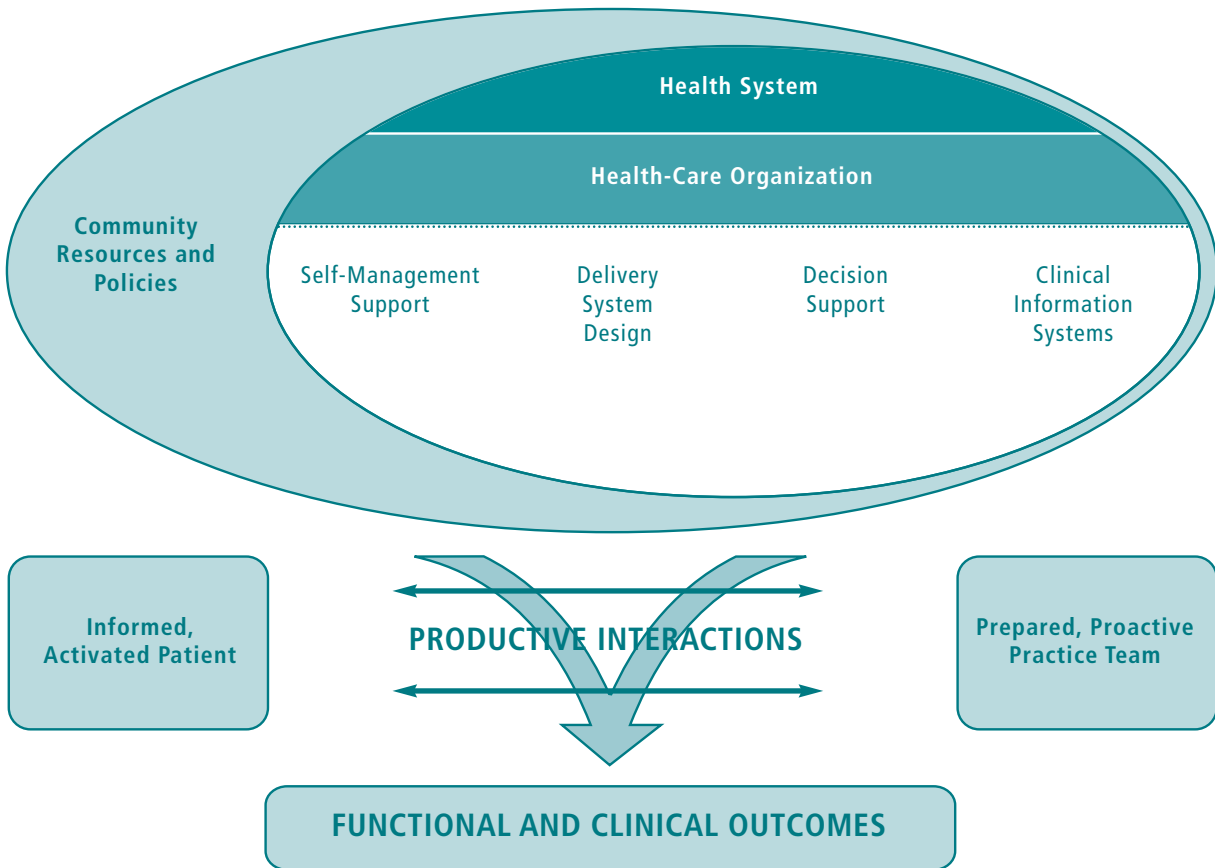 Health System
Health-Care Organization
Community
Resources and
Policies
Self-Management
Support
Delivery
System
Design
Decision
Support
Clinical
Information
Systems
Informed,
Activated Patient
PRODUCTIVE INTERACTIONS
Prepared, Proactive
Practice Team
FUNCTIONAL AND CLINICAL OUTCOMES